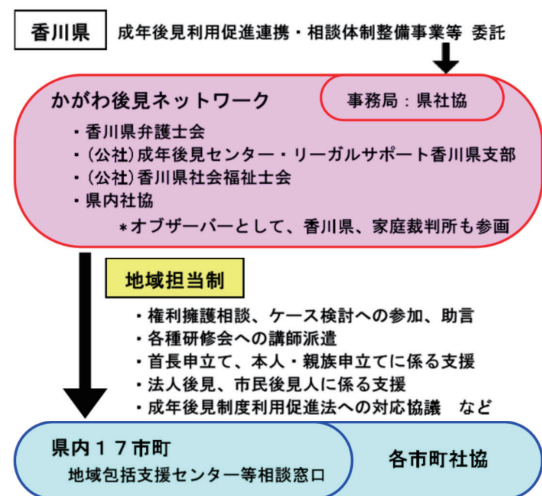 香川県 成年後見利用促進連携・相談体制整備事業等 委託
かがわ後見ネットワーク 事務局：県社協
・香川県弁護士会
・(公社)成年後見センター・リーガルサポート香川県支部
・(公社)香川県社会福祉士会
・県内社協
*オブザーバーとして、香川県、家庭裁判所も参画
地域担当制
・権利擁護相談、ケース検討への参加、助言
・各種研修会への講師派遣
・首長申立て、本人・親族申立てに係る支援
・法人後見、市民後見人に係る支援
・成年後見制度利用促進法への対応協議 など
県内１７市町
地域包括支援センター等相談窓口
各市町社協